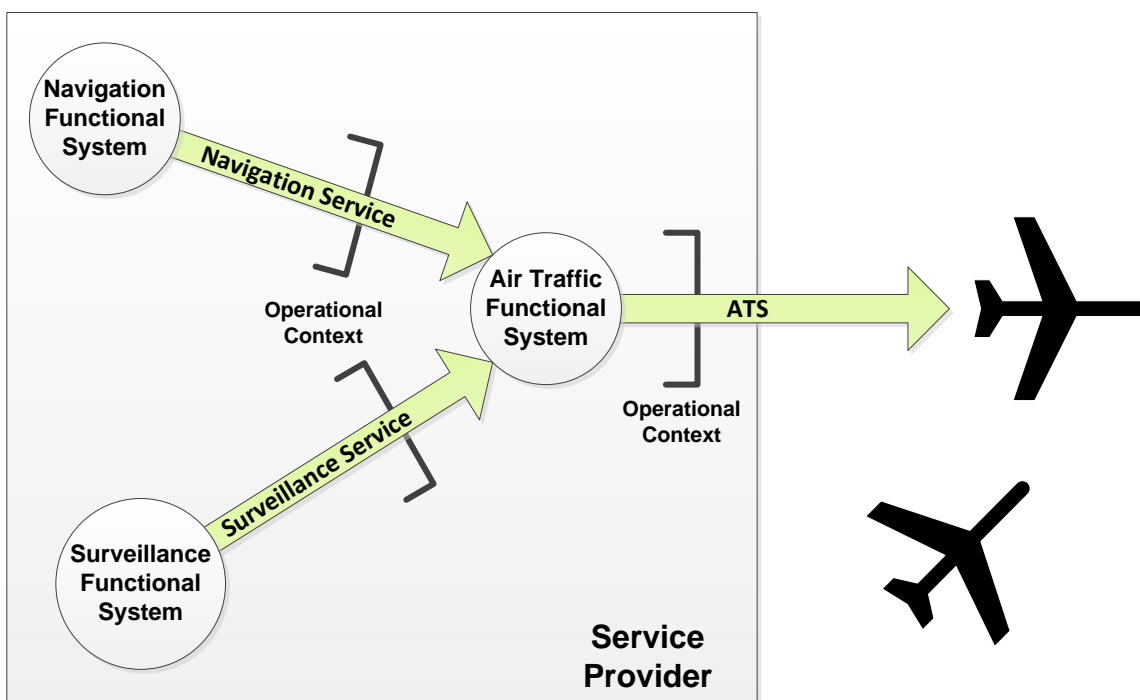 Navigation
Functional
System
Navigation Service
Operational
Context
Air Traffic
Functional
System
ATS
Operational
Context
Surveillance Service
Surveillance
Functional
System
Service
Provider